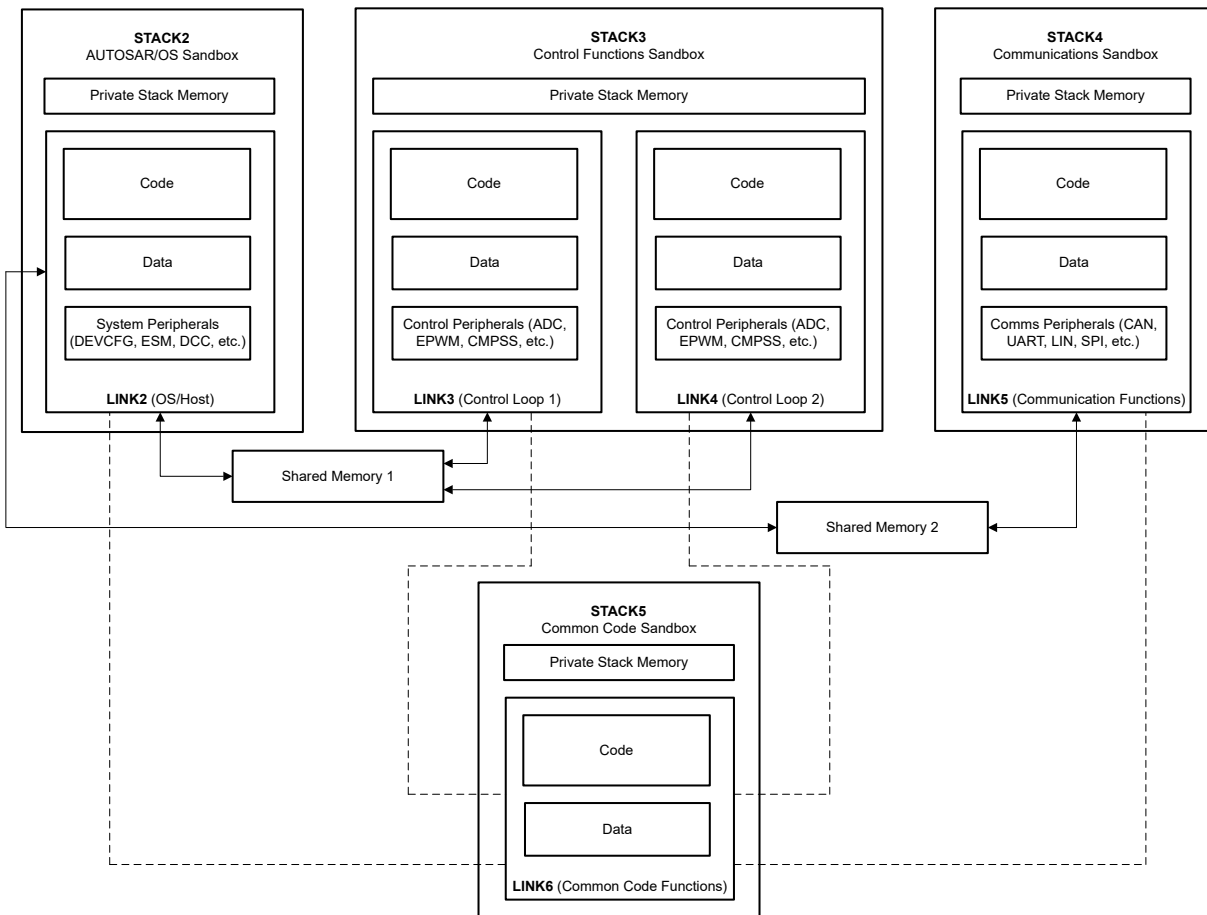 STACK2
AUTOSAR/OS Sandbox
Private Stack Memory
Code
Data
System Peripherals
(DEVCFG, ESM, DCC, etc.)
LINK2 (OS/Host)
STACK3
Control Functions Sandbox
Private Stack Memory
Code
Data
Control Peripherals (ADC,
EPWM, CMPSS, etc.)
LINK3 (Control Loop 1)
Code
Data
Control Peripherals (ADC,
EPWM, CMPSS, etc.)
LINK4 (Control Loop 2)
STACK4
Communications Sandbox
Private Stack Memory
Code
Data
Comms Peripherals (CAN,
UART, LIN, SPI, etc.)
LINK5 (Communication Functions)
Shared Memory 1
Shared Memory 2
STACK5
Common Code Sandbox
Private Stack Memory
Code
Data
LINK6 (Common Code Functions)